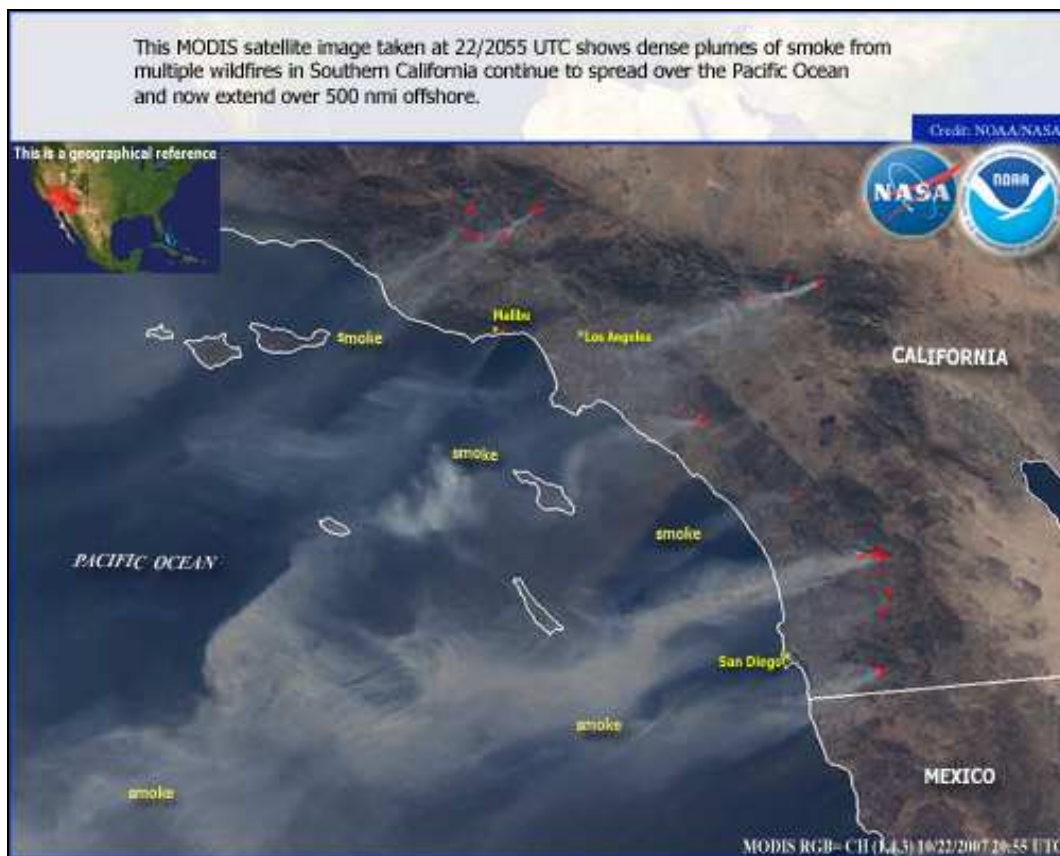 This MODIS satellite image taken at 22/2055 UTC shows dense plumes of smoke from
multiple wildfires in Southern California continue to spread over the Pacific Ocean
and now extend over 500 nmi offshore.
Credit: NOAA/NASA
This is a geographical reference
NASA
NOAA
Malibu
smoke
Los Angeles
CALIFORNIA
smoke
smoke
PACIFIC OCEAN
San Diego
smoke
MEXICO
smoke
MODIS RGB= CH (1,4,3) 10/22/2007 20:55 UTC